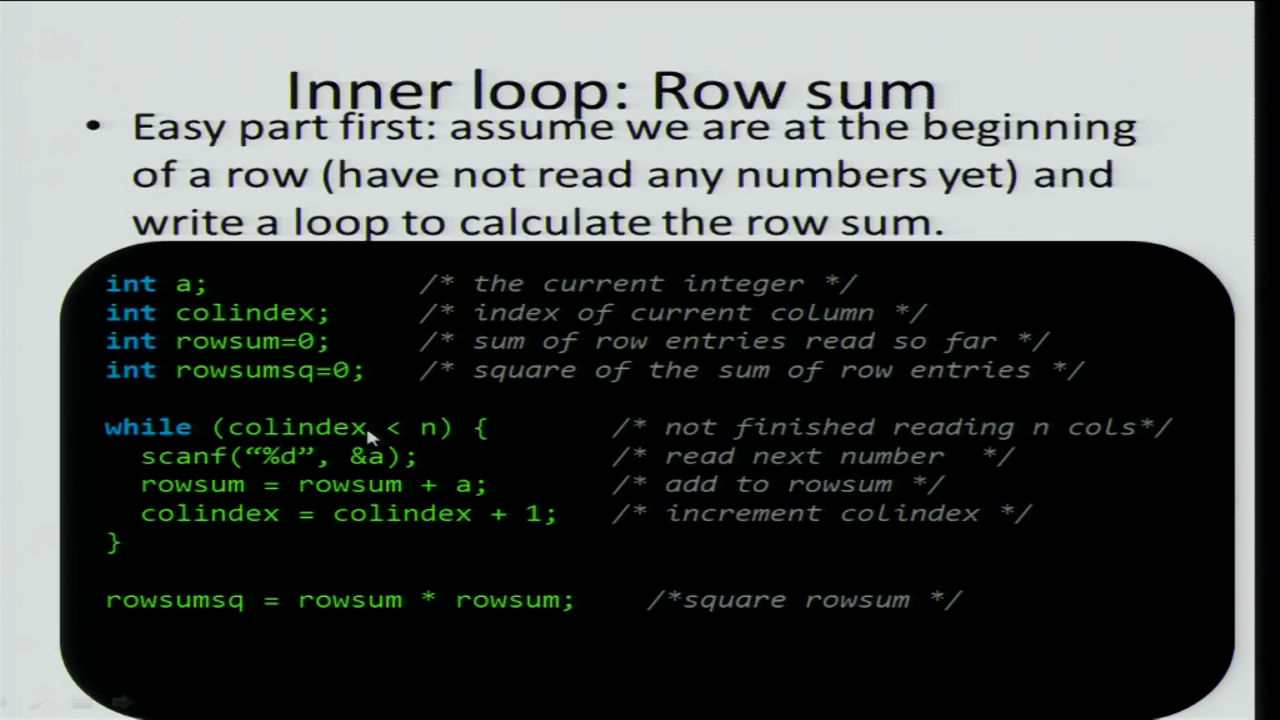 Inner loop: Row sum
• Easy part first: assume we are at the beginning
of a row (have not read any numbers yet) and
write a loop to calculate the row sum.
int a; /* the current integer */
int colindex; /* index of current column */
int rowsum=0; /* sum of row entries read so far */
int rowsumsq=0; /* square of the sum of row entries */
while (colindex < n) { /* not finished reading n cols*/
scanf(“%d”, &a); /* read next number */
rowsum = rowsum + a; /* add to rowsum */
colindex = colindex + 1; /* increment colindex */
}
rowsumsq = rowsum * rowsum; /*square rowsum */